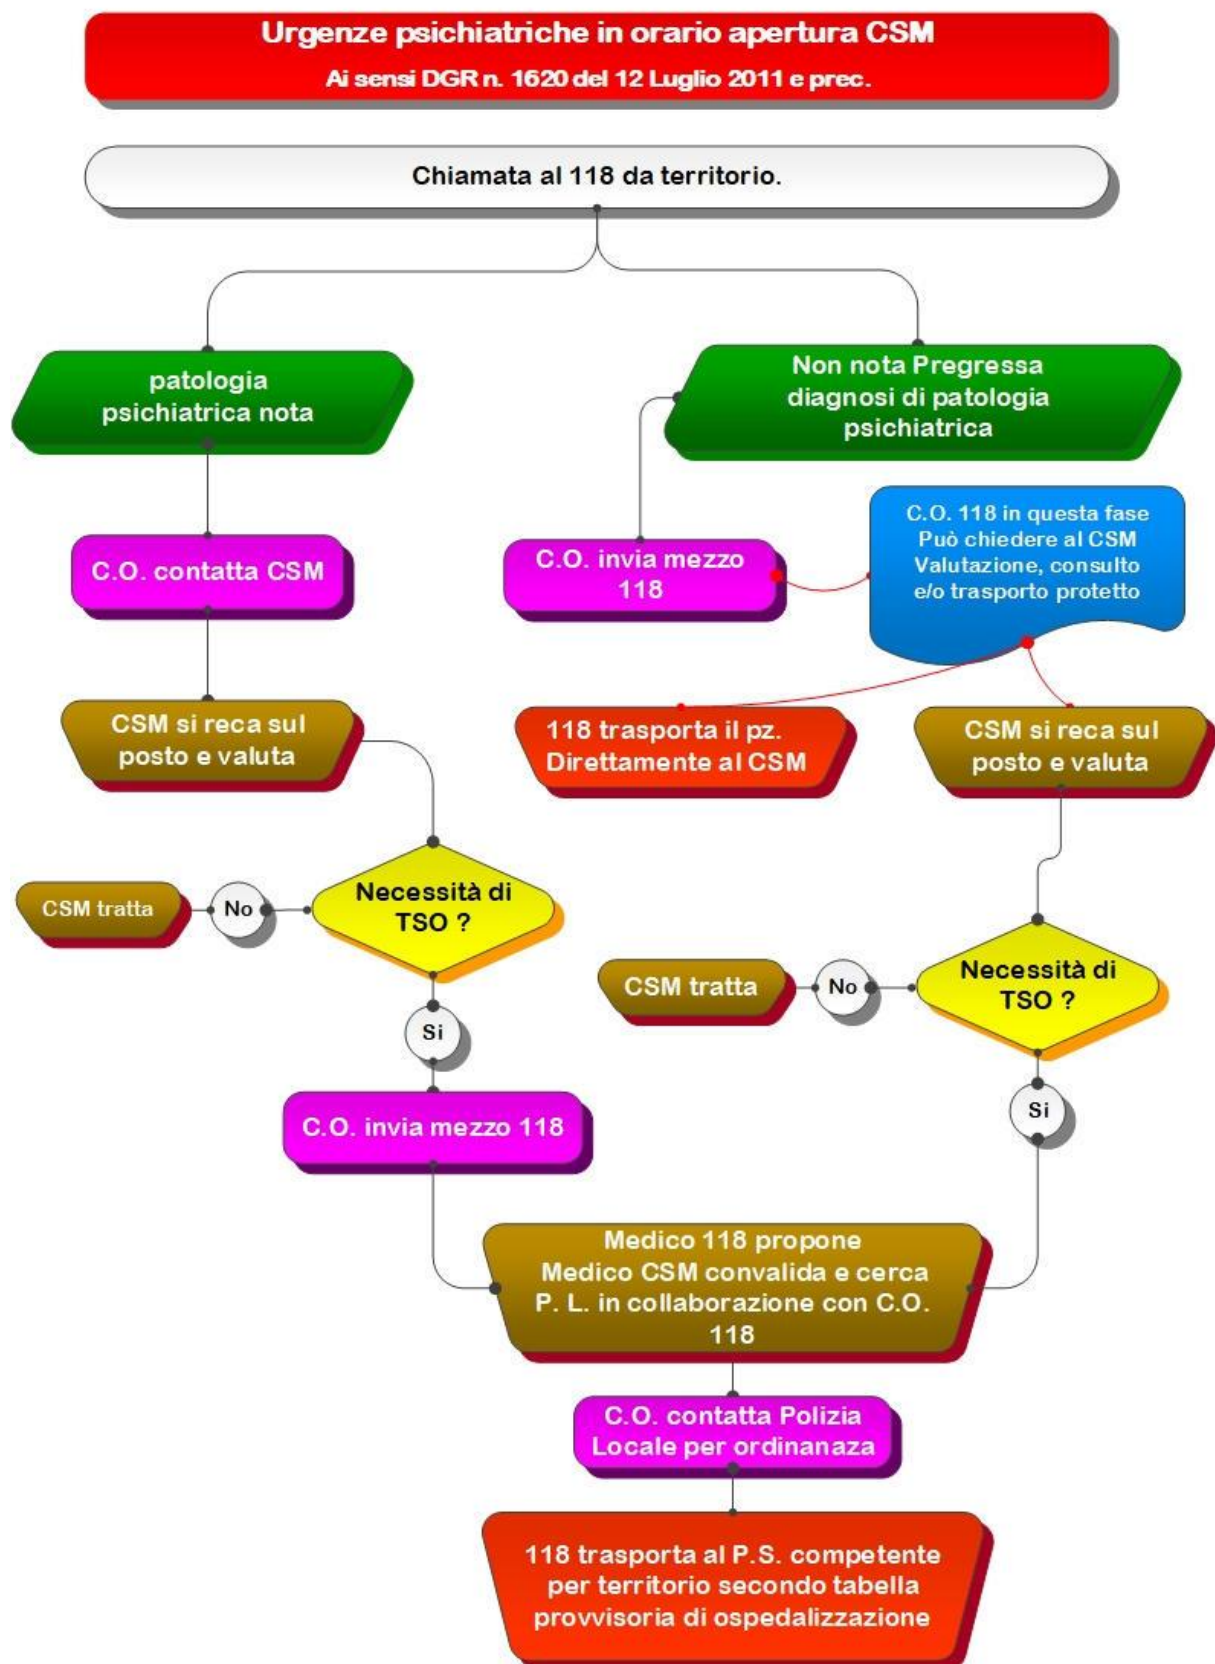 Urgenze psichiatriche in orario apertura CSM
Ai sensi DGR n. 1620 del 12 Luglio 2011 e prec.
Chiamata al 118 da territorio.
patologia
psichiatrica nota
Non nota Pregressa
diagnosi di patologia
psichiatrica
C.O. contatta CSM
C.O. invia mezzo
118
C.O. 118 in questa fase
Può chiedere al CSM
Valutazione, consulto
e/o trasporto protetto
CSM si reca sul
posto e valuta
118 trasporta il pz.
Direttamente al CSM
CSM si reca sul
posto e valuta
Necessità di
TSO ?
No
CSM tratta
Necessità di
TSO ?
No
CSM tratta
Si
Si
C.O. invia mezzo 118
Medico 118 propone
Medico CSM convalida e cerca
P. L. in collaborazione con C.O.
118
C.O. contatta Polizia
Locale per ordinanaza
118 trasporta al P.S. competente
per territorio secondo tabella
provvisoria di ospedalizzazione